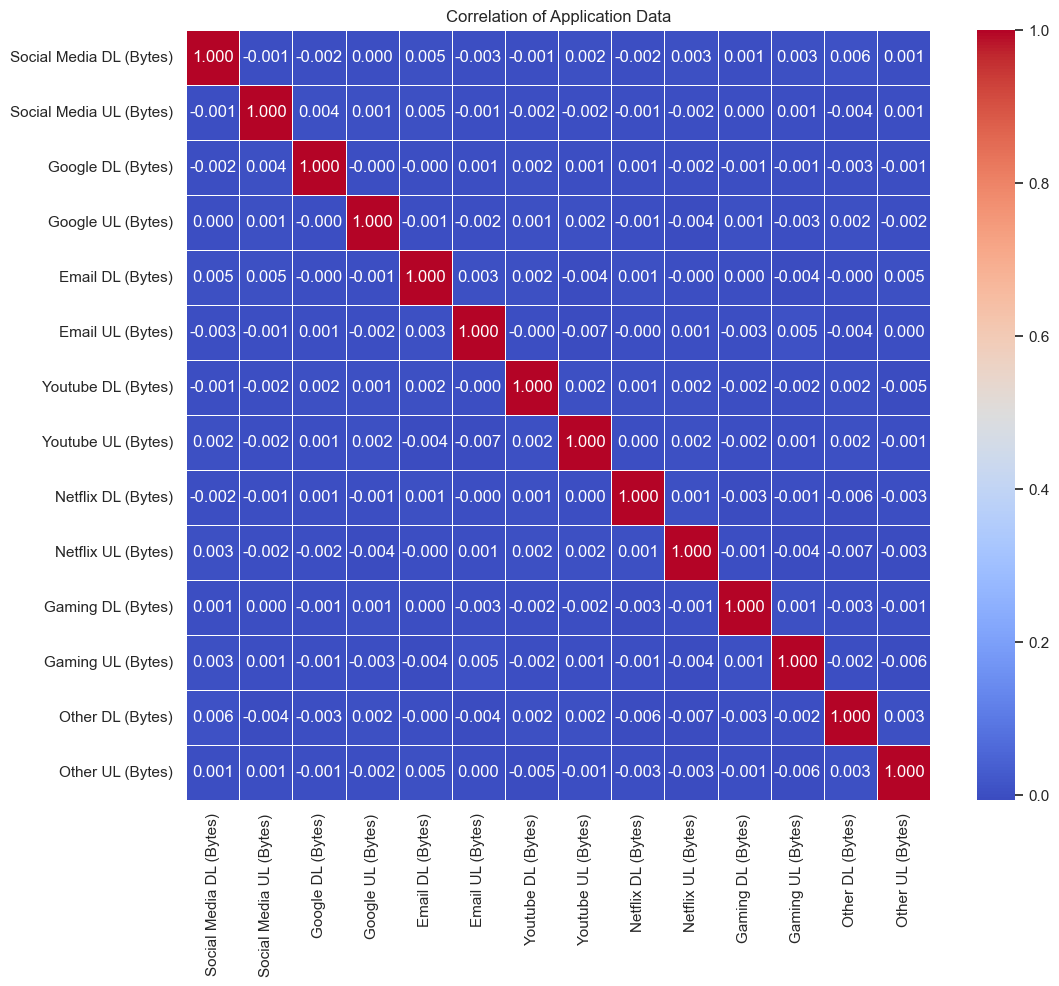 Correlation of Application Data
Social Media DL (Bytes) 1.000 -0.001 -0.002 0.000 0.005 -0.003 -0.001 0.002 -0.002 0.003 0.001 0.003 0.006 0.001
Social Media UL (Bytes) -0.001 1.000 0.004 0.001 0.005 -0.001 -0.002 -0.002 -0.001 -0.002 0.000 0.001 -0.004 0.001
Google DL (Bytes) -0.002 0.004 1.000 -0.000 -0.000 0.001 0.002 0.001 0.001 -0.002 -0.001 -0.001 -0.003 -0.001
Google UL (Bytes) 0.000 0.001 -0.000 1.000 -0.001 -0.002 0.001 0.002 -0.001 -0.004 0.001 -0.003 0.002 -0.002
Email DL (Bytes) 0.005 0.005 -0.000 -0.001 1.000 0.003 0.002 -0.004 0.001 -0.000 0.000 -0.004 -0.000 0.005
Email UL (Bytes) -0.003 -0.001 0.001 -0.002 0.003 1.000 -0.000 -0.007 -0.000 0.001 -0.003 0.005 -0.004 0.000
Youtube DL (Bytes) -0.001 -0.002 0.002 0.001 0.002 -0.000 1.000 0.002 0.001 0.002 -0.002 -0.002 0.002 -0.005
Youtube UL (Bytes) 0.002 -0.002 0.001 0.002 -0.004 -0.007 0.002 1.000 0.000 0.002 -0.002 0.001 0.002 -0.001
Netflix DL (Bytes) -0.002 -0.001 0.001 -0.001 0.001 -0.000 0.001 0.000 1.000 0.001 -0.003 -0.001 -0.006 -0.003
Netflix UL (Bytes) 0.003 -0.002 -0.002 -0.004 -0.000 0.001 0.002 0.002 0.001 1.000 -0.001 -0.004 -0.007 -0.003
Gaming DL (Bytes) 0.001 0.000 -0.001 0.001 0.000 -0.003 -0.002 -0.002 -0.003 -0.001 1.000 0.001 -0.003 -0.001
Gaming UL (Bytes) 0.003 0.001 -0.001 -0.003 -0.004 0.005 -0.002 0.001 -0.001 -0.004 0.001 1.000 -0.002 -0.006
Other DL (Bytes) 0.006 -0.004 -0.003 0.002 -0.000 -0.004 0.002 0.002 -0.006 -0.007 -0.003 -0.002 1.000 0.003
Other UL (Bytes) 0.001 0.001 -0.001 -0.002 0.005 0.000 -0.005 -0.001 -0.003 -0.003 -0.001 -0.006 0.003 1.000
Social Media DL (Bytes)
Social Media UL (Bytes)
Google DL (Bytes)
Google UL (Bytes)
Email DL (Bytes)
Email UL (Bytes)
Youtube DL (Bytes)
Youtube UL (Bytes)
Netflix DL (Bytes)
Netflix UL (Bytes)
Gaming DL (Bytes)
Gaming UL (Bytes)
Other DL (Bytes)
Other UL (Bytes)
1.0
0.8
0.6
0.4
0.2
0.0